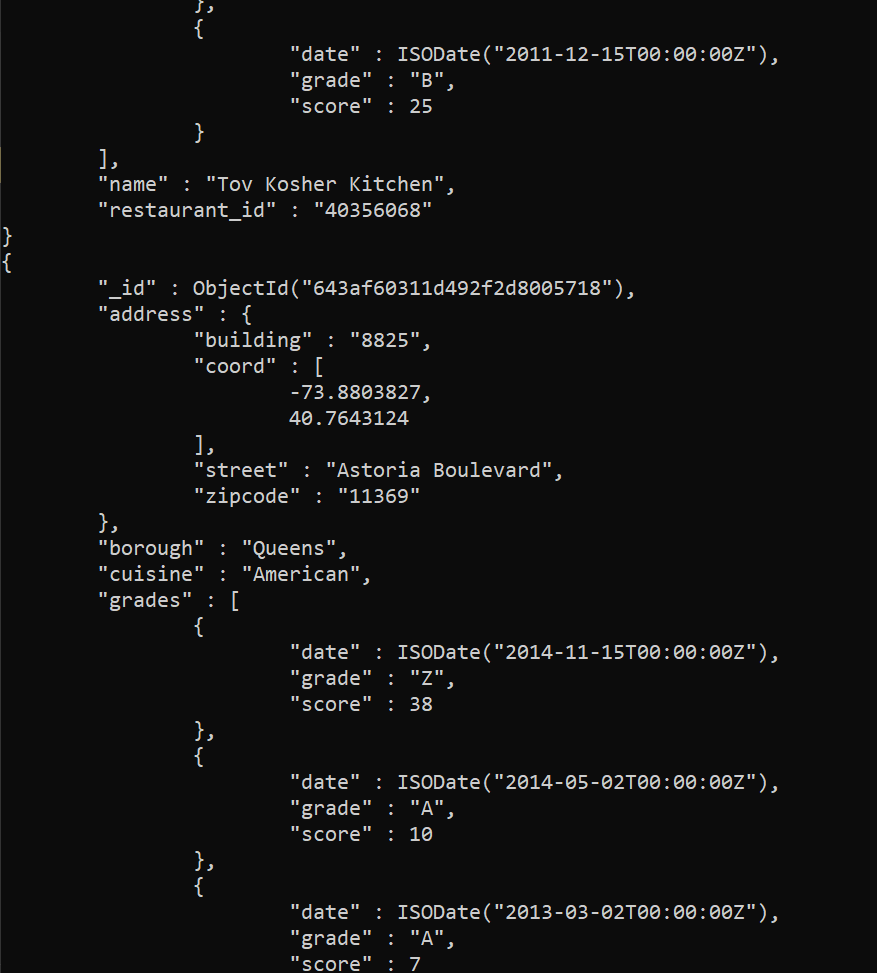 },
{
"date" : ISODate("2011-12-15T00:00:00Z"),
"grade" : "B",
"score" : 25
}
],
"name" : "Tov Kosher Kitchen",
"restaurant_id" : "40356068"
}
{
"_id" : ObjectId("643af60311d492f2d8005718"),
"address" : {
"building" : "8825",
"coord" : [
-73.8803827,
40.7643124
],
"street" : "Astoria Boulevard",
"zipcode" : "11369"
},
"borough" : "Queens",
"cuisine" : "American",
"grades" : [
{
"date" : ISODate("2014-11-15T00:00:00Z"),
"grade" : "Z",
"score" : 38
},
{
"date" : ISODate("2014-05-02T00:00:00Z"),
"grade" : "A",
"score" : 10
},
{
"date" : ISODate("2013-03-02T00:00:00Z"),
"grade" : "A",
"score" : 7